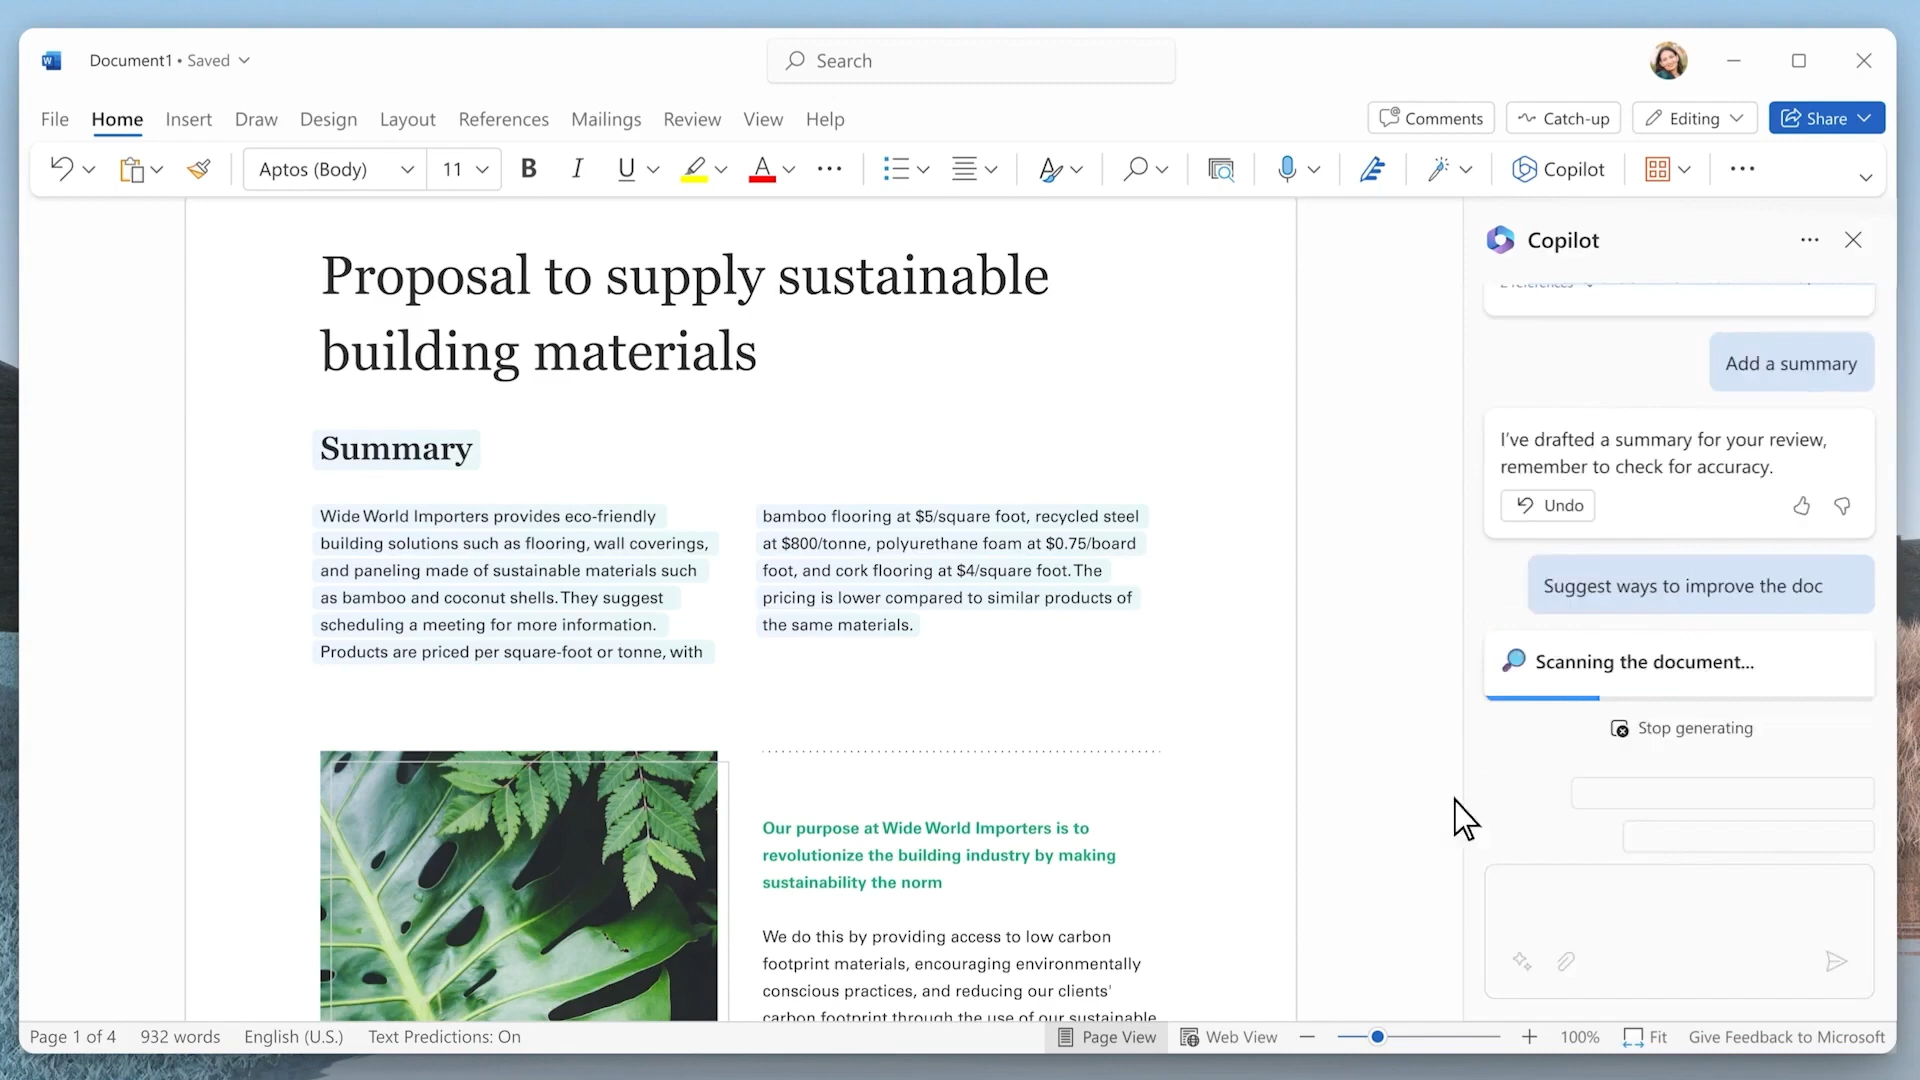 W
Document1 • Saved
Search
File Home Insert Draw Design Layout References Mailings Review View Help
Comments Catch-up Editing Share
Aptos (Body) 11 B I U A Copilot
Proposal to supply sustainable
building materials
Summary
Wide World Importers provides eco-friendly
building solutions such as flooring, wall coverings,
and paneling made of sustainable materials such
as bamboo and coconut shells. They suggest
scheduling a meeting for more information.
Products are priced per square-foot or tonne, with
bamboo flooring at $5/square foot, recycled steel
at $800/tonne, polyurethane foam at $0.75/board
foot, and cork flooring at $4/square foot. The
pricing is lower compared to similar products of
the same materials.
Our purpose at Wide World Importers is to
revolutionize the building industry by making
sustainability the norm
We do this by providing access to low carbon
footprint materials, encouraging environmentally
conscious practices, and reducing our clients'
carbon footprint through the use of our sustainable
Copilot
2 references
Add a summary
I've drafted a summary for your review,
remember to check for accuracy.
Undo
Suggest ways to improve the doc
Scanning the document...
Stop generating
Page 1 of 4 932 words English (U.S.) Text Predictions: On
Page View Web View 100% Fit Give Feedback to Microsoft